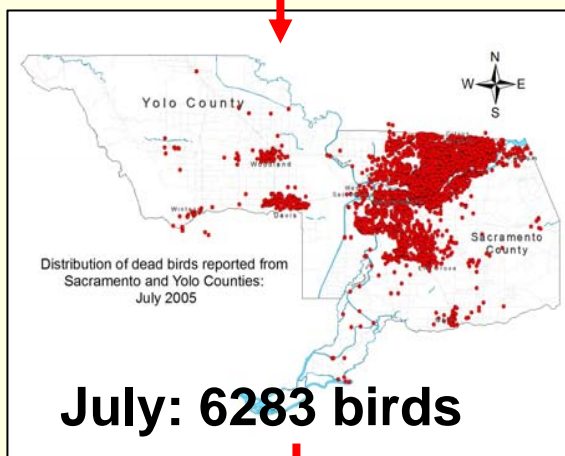 N
W E
S
Yolo County
Woodland
Winters
Davis
Sacramento
County
Distribution of dead birds reported from
Sacramento and Yolo Counties:
July 2005
July: 6283 birds